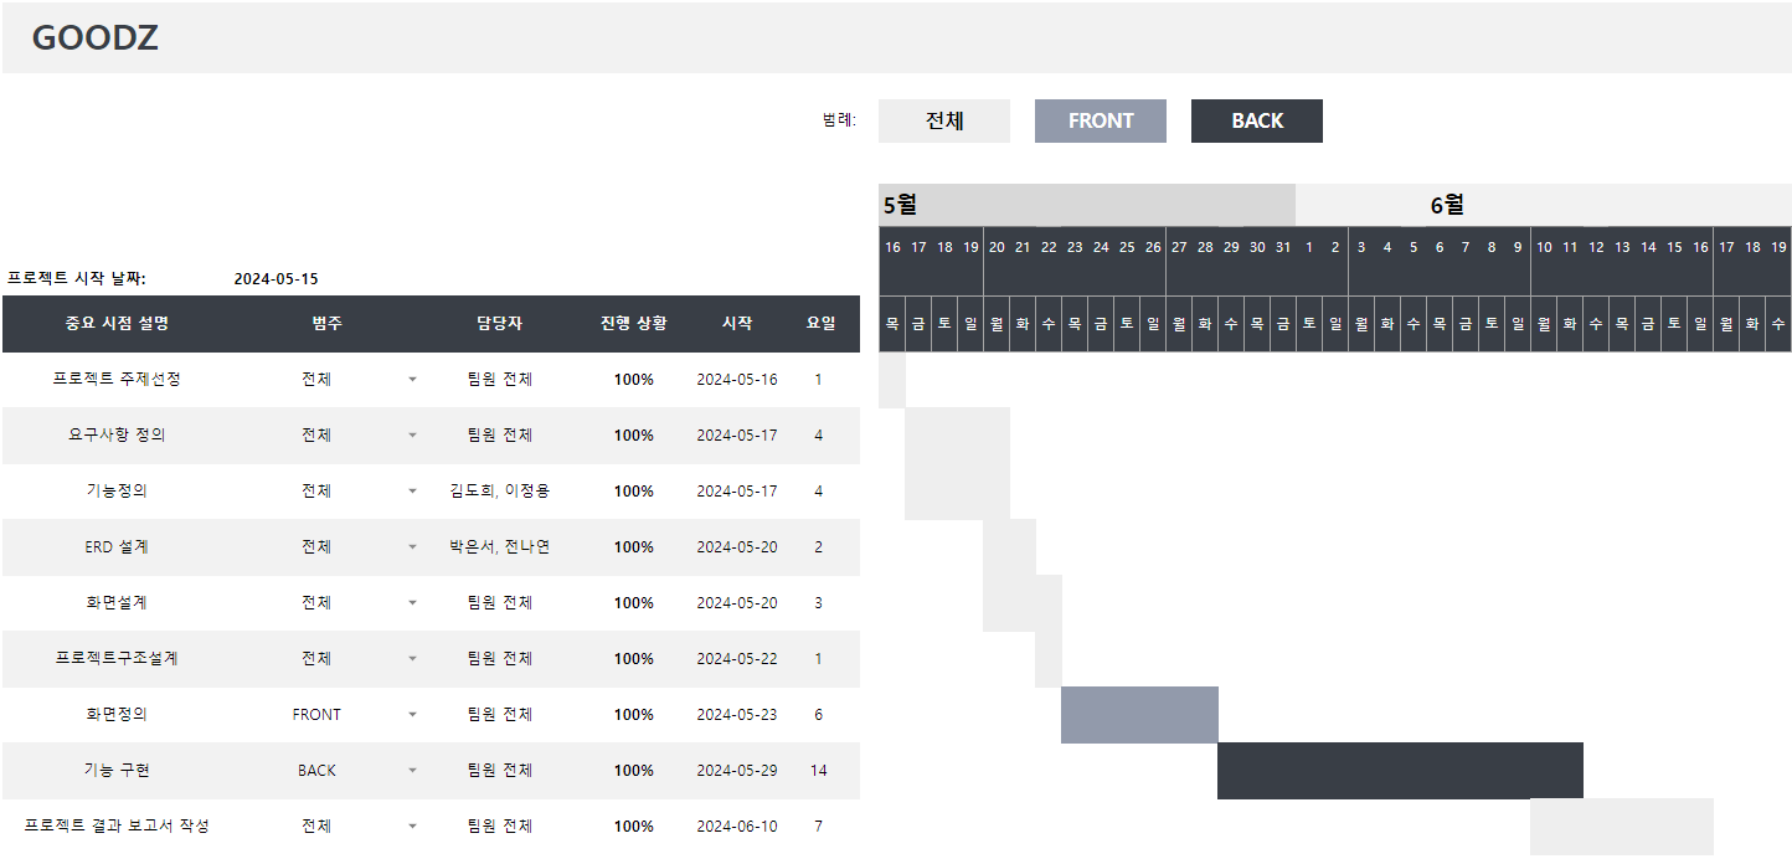 GOODZ
범례: 전체 FRONT BACK
5월 6월
16 17 18 19 20 21 22 23 24 25 26 27 28 29 30 31 1 2 3 4 5 6 7 8 9 10 11 12 13 14 15 16 17 18 19
프로젝트 시작 날짜: 2024-05-15
중요 시점 설명 범주 담당자 진행 상황 시작 요일 목 금 토 일 월 화 수 목 금 토 일 월 화 수 목 금 토 일 월 화 수 목 금 토 일 월 화 수 목 금 토 일 월 화 수
프로젝트 주제선정 전체 팀원 전체 100% 2024-05-16 1
요구사항 정의 전체 팀원 전체 100% 2024-05-17 4
기능정의 전체 김도희, 이정용 100% 2024-05-17 4
ERD 설계 전체 박은서, 전나연 100% 2024-05-20 2
화면설계 전체 팀원 전체 100% 2024-05-20 3
프로젝트구조설계 전체 팀원 전체 100% 2024-05-22 1
화면정의 FRONT 팀원 전체 100% 2024-05-23 6
기능 구현 BACK 팀원 전체 100% 2024-05-29 14
프로젝트 결과 보고서 작성 전체 팀원 전체 100% 2024-06-10 7